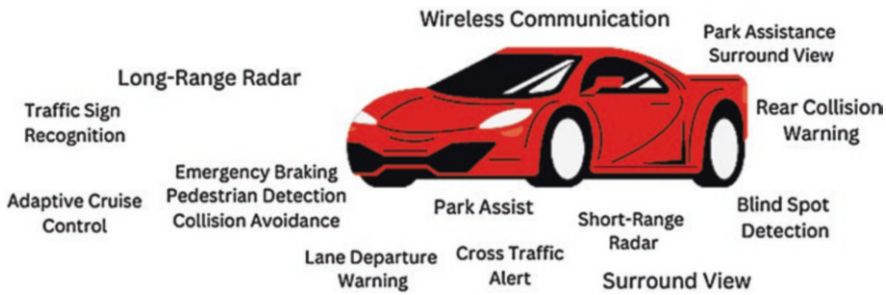 Wireless Communication
Park Assistance
Surround View
Long-Range Radar
Traffic Sign
Recognition
Rear Collision
Warning
Emergency Braking
Pedestrian Detection
Collision Avoidance
Adaptive Cruise
Control
Park Assist
Short-Range
Radar
Blind Spot
Detection
Lane Departure
Warning
Cross Traffic
Alert
Surround View